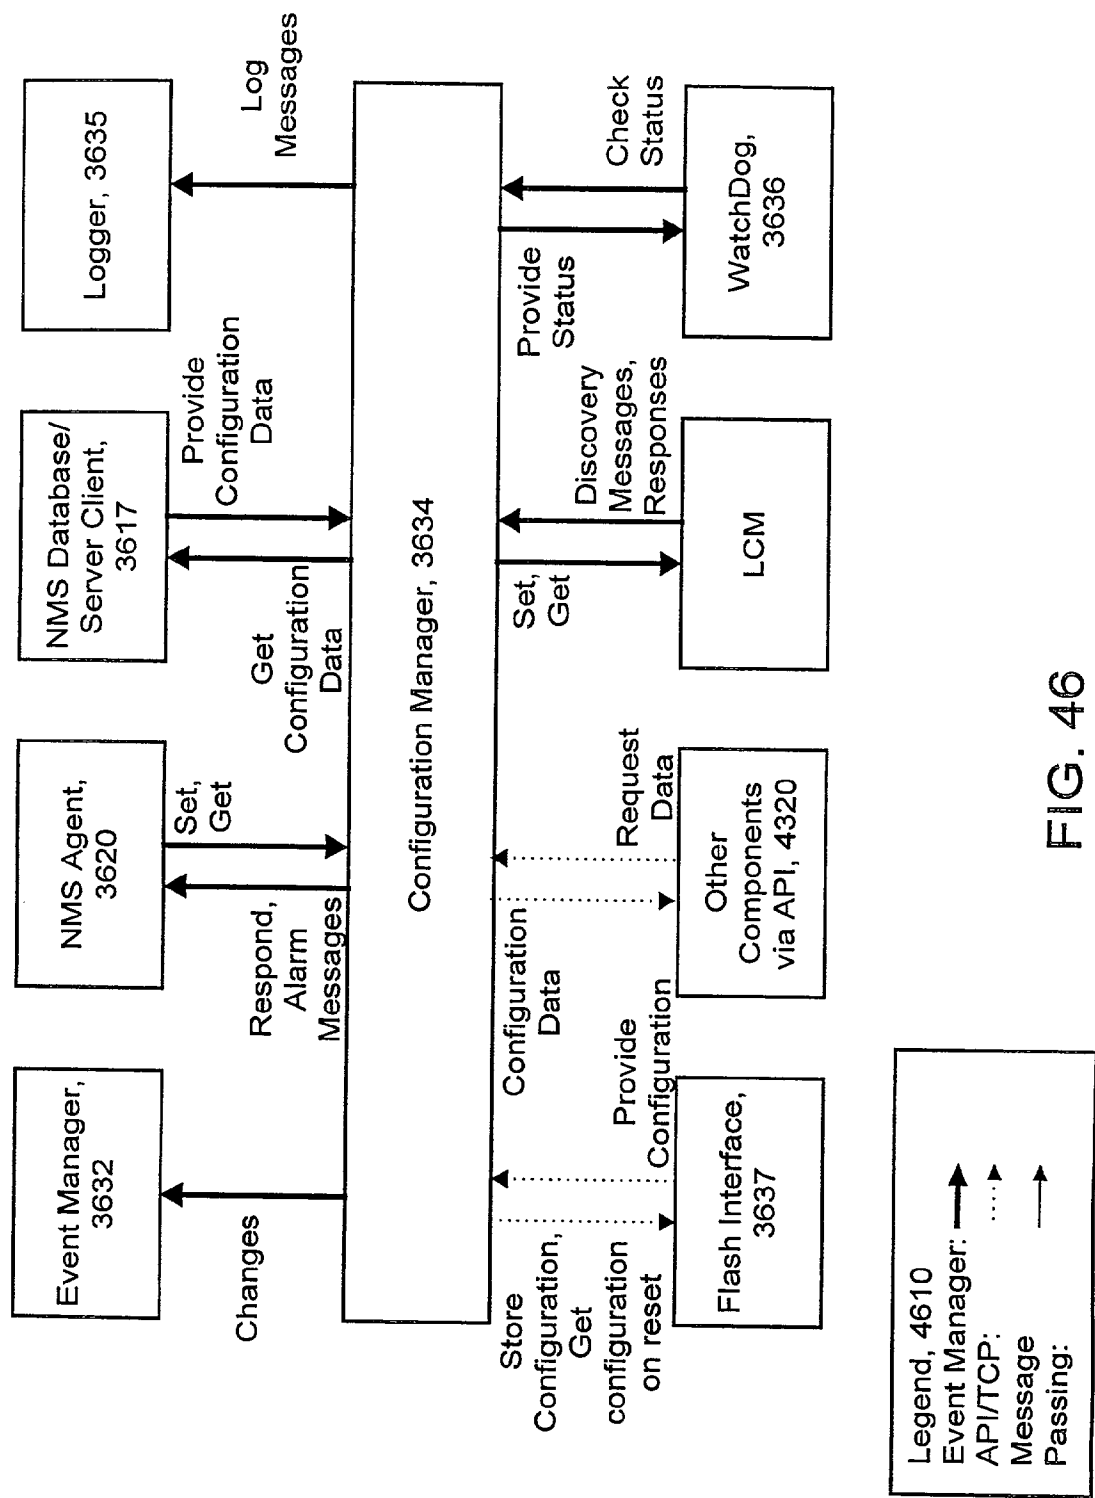 Event Manager,
3632
NMS Agent,
3620
NMS Database/
Server Client,
3617
Logger, 3635
Changes
Respond,
Alarm
Messages
Set,
Get
Get
Configuration
Data
Provide
Configuration
Data
Log
Messages
Configuration Manager, 3634
Store
Configuration,
Get
configuration
on reset
Provide
Configuration
Configuration
Data
Request
Data
Set,
Get
Discovery
Messages,
Responses
Provide
Status
Check
Status
Flash Interface,
3637
Other
Components
via API, 4320
LCM
WatchDog,
3636
Legend, 4610
Event Manager:
API/TCP:
Message
Passing:
FIG. 46